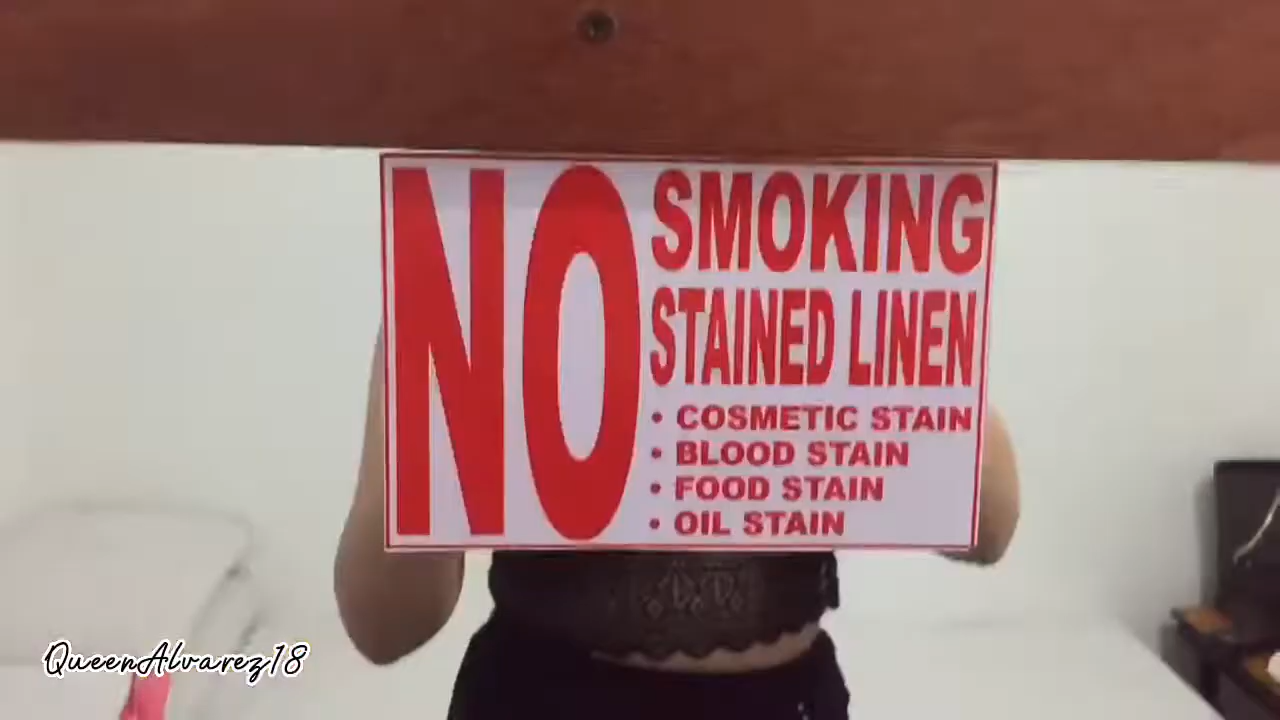 NO
SMOKING
STAINED LINEN
• COSMETIC STAIN
• BLOOD STAIN
• FOOD STAIN
• OIL STAIN
QueenAlvarez18